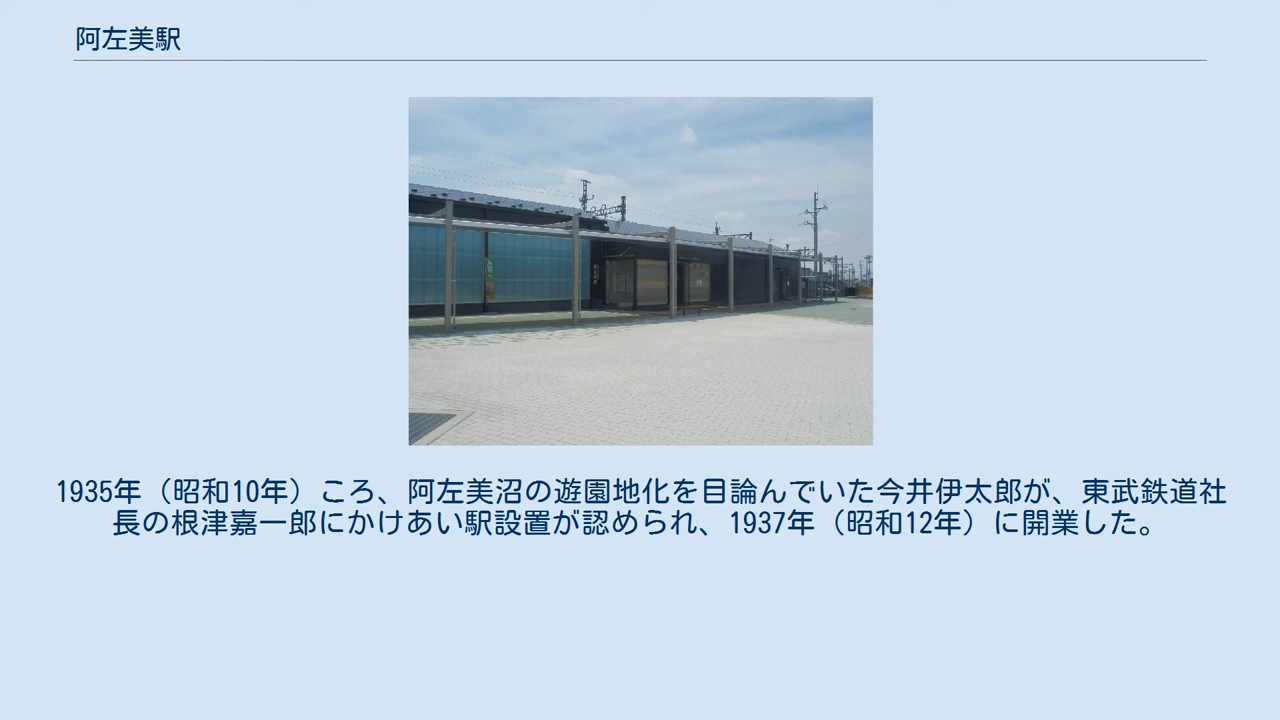 阿左美駅
1935年（昭和10年）ころ、阿左美沼の遊園地化を目論んでいた今井伊太郎が、東武鉄道社
長の根津嘉一郎にかけあい駅設置が認められ、1937年（昭和12年）に開業した。